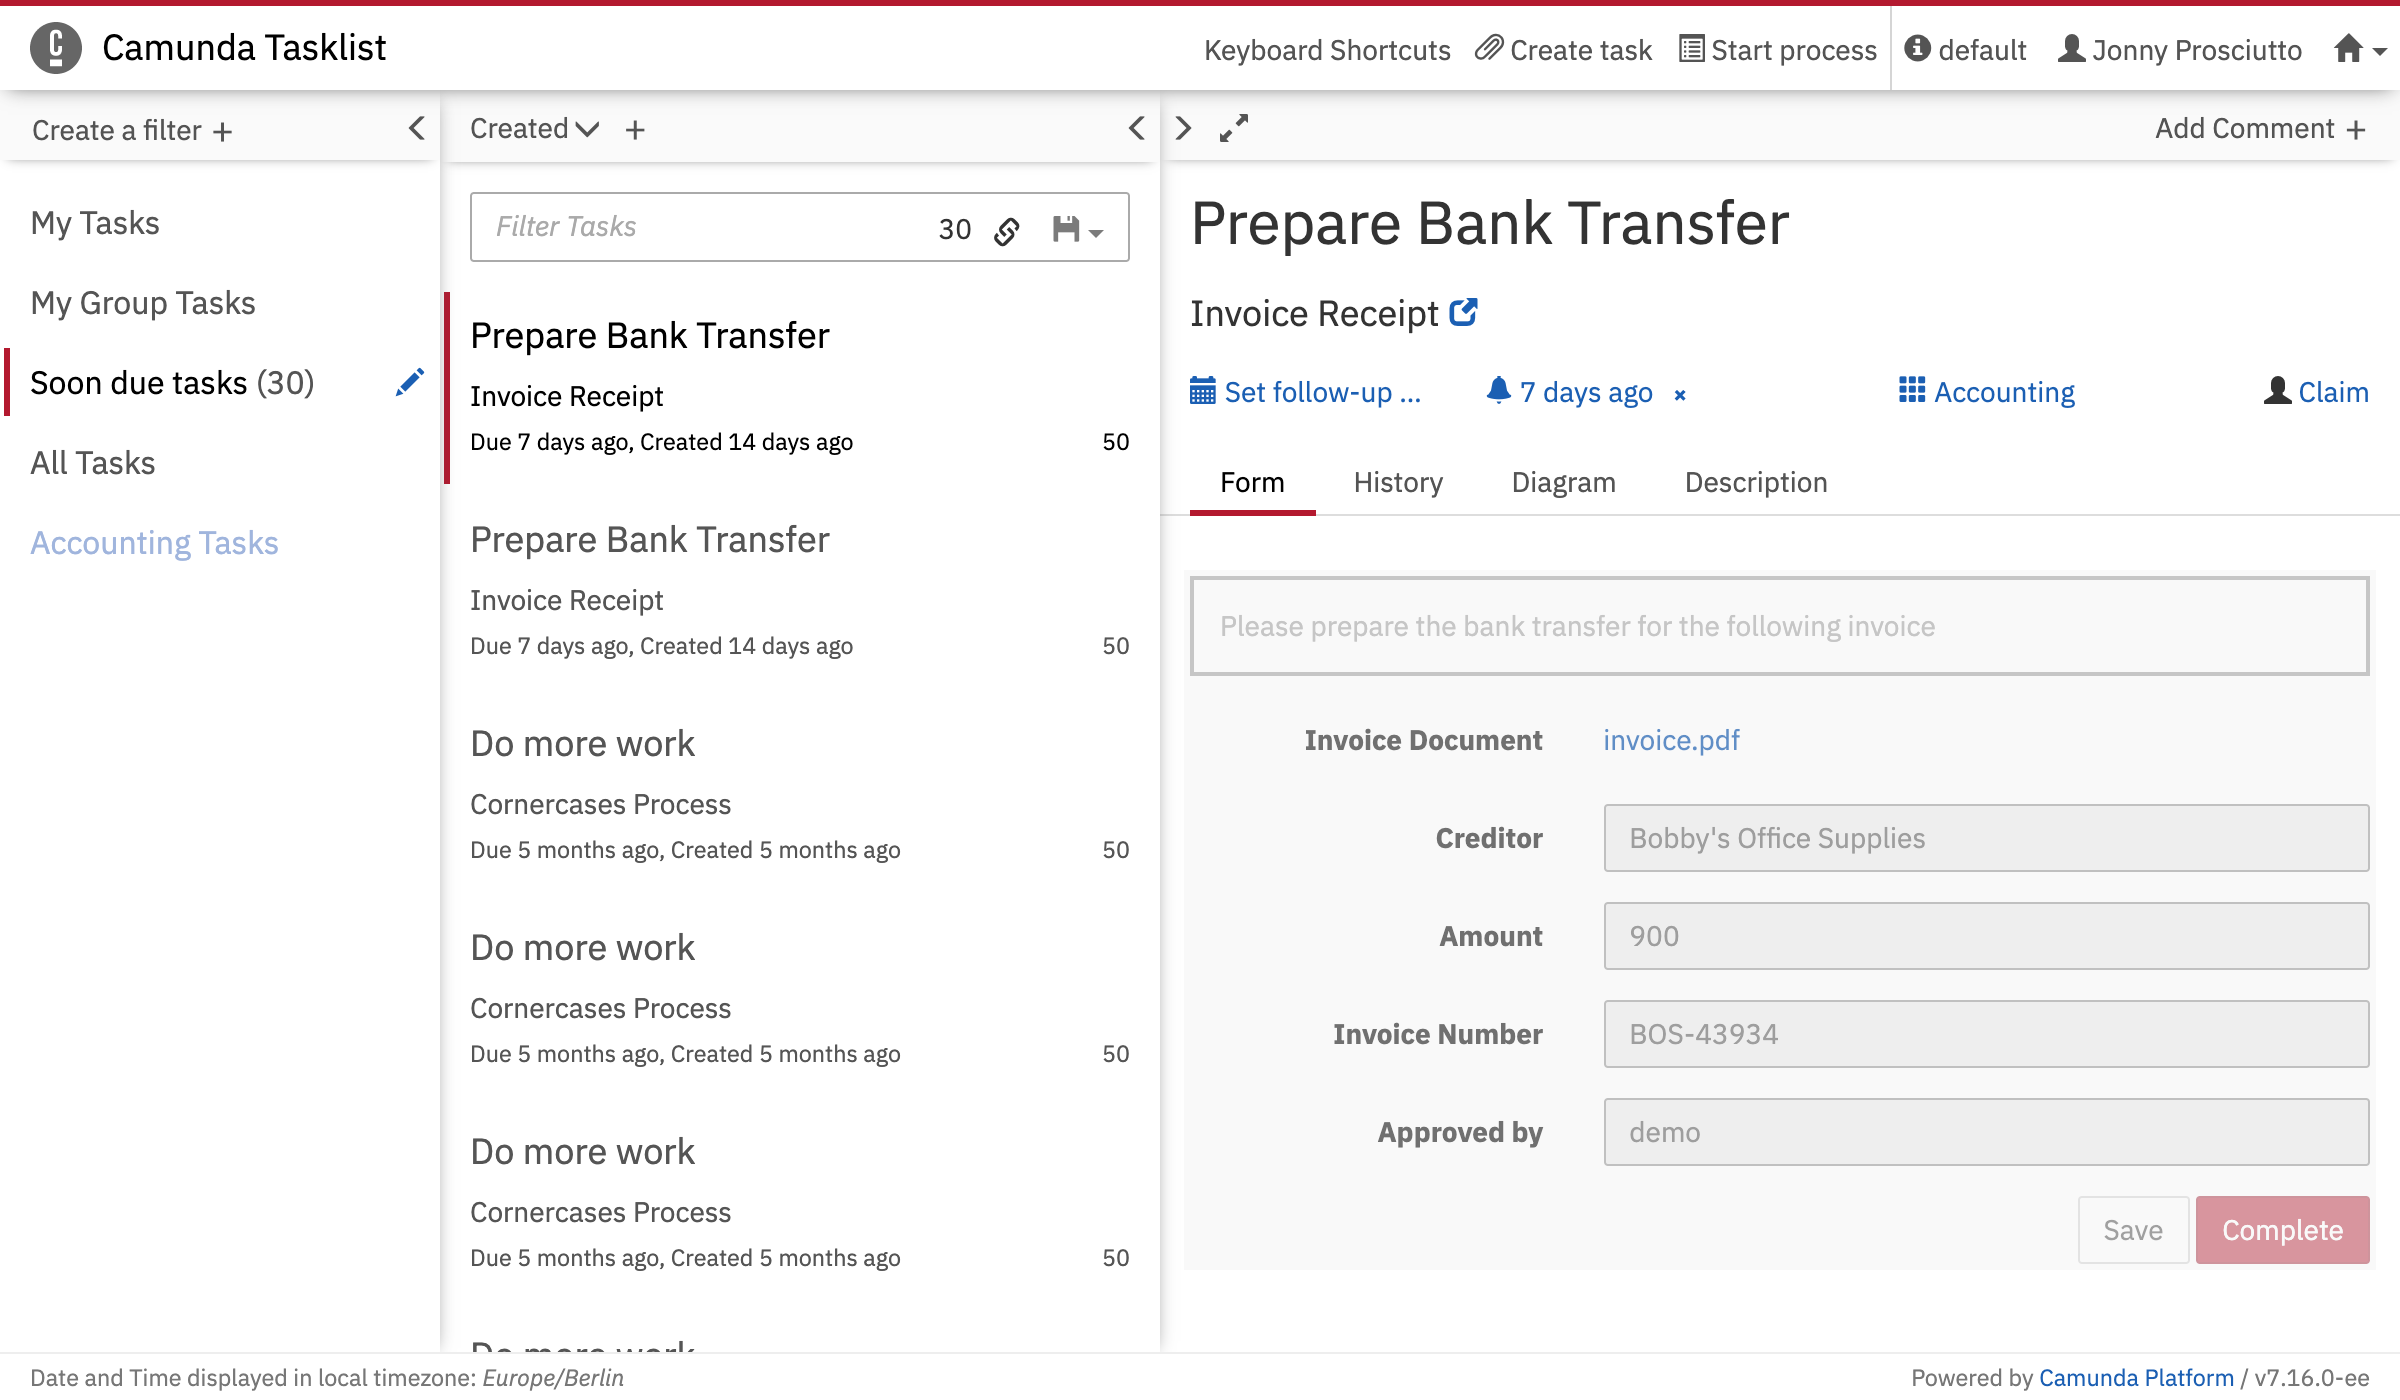 Camunda Tasklist
Keyboard Shortcuts Create task Start process default Jonny Prosciutto
Create a filter +
My Tasks
My Group Tasks
Soon due tasks (30)
All Tasks
Accounting Tasks
Created +
Filter Tasks 30
Prepare Bank Transfer
Invoice Receipt
Due 7 days ago, Created 14 days ago 50
Prepare Bank Transfer
Invoice Receipt
Due 7 days ago, Created 14 days ago 50
Do more work
Cornercases Process
Due 5 months ago, Created 5 months ago 50
Do more work
Cornercases Process
Due 5 months ago, Created 5 months ago 50
Do more work
Cornercases Process
Due 5 months ago, Created 5 months ago 50
Do more work
Add Comment +
Prepare Bank Transfer
Invoice Receipt
Set follow-up ... 7 days ago × Accounting Claim
Form History Diagram Description
Please prepare the bank transfer for the following invoice
Invoice Document invoice.pdf
Creditor Bobby's Office Supplies
Amount 900
Invoice Number BOS-43934
Approved by demo
Save Complete
Date and Time displayed in local timezone: Europe/Berlin
Powered by Camunda Platform / v7.16.0-ee